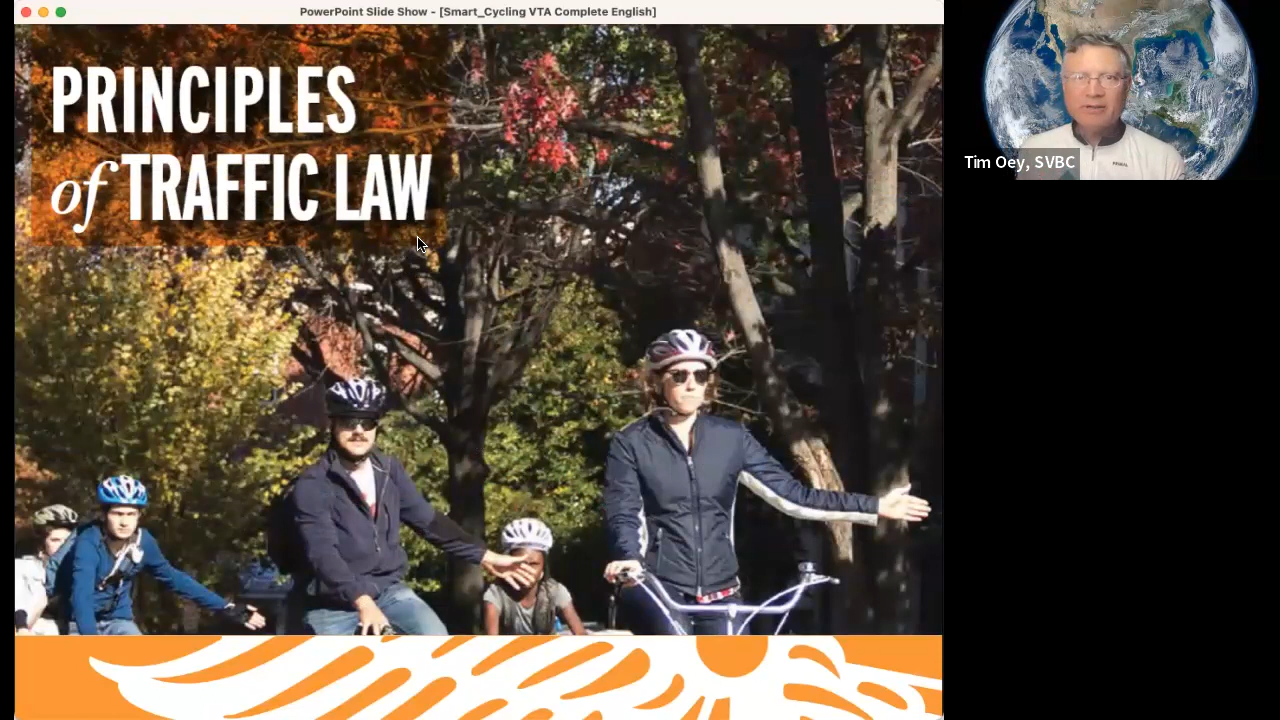 PowerPoint Slide Show - [Smart_Cycling VTA Complete English]
PRINCIPLES
of TRAFFIC LAW
Tim Oey, SVBC